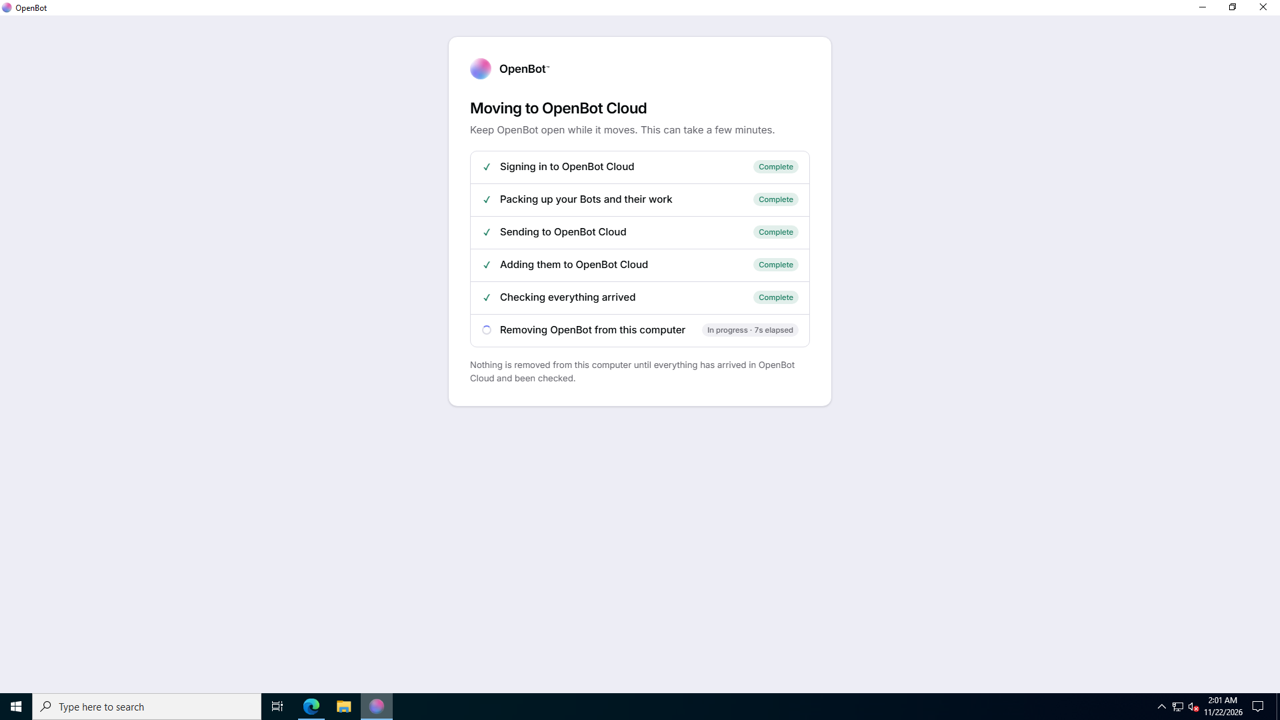 OpenBot
OpenBot™
Moving to OpenBot Cloud
Keep OpenBot open while it moves. This can take a few minutes.
Signing in to OpenBot Cloud Complete
Packing up your Bots and their work Complete
Sending to OpenBot Cloud Complete
Adding them to OpenBot Cloud Complete
Checking everything arrived Complete
Removing OpenBot from this computer In progress · 7s elapsed
Nothing is removed from this computer until everything has arrived in OpenBot
Cloud and been checked.
Type here to search
2:01 AM
11/22/2026